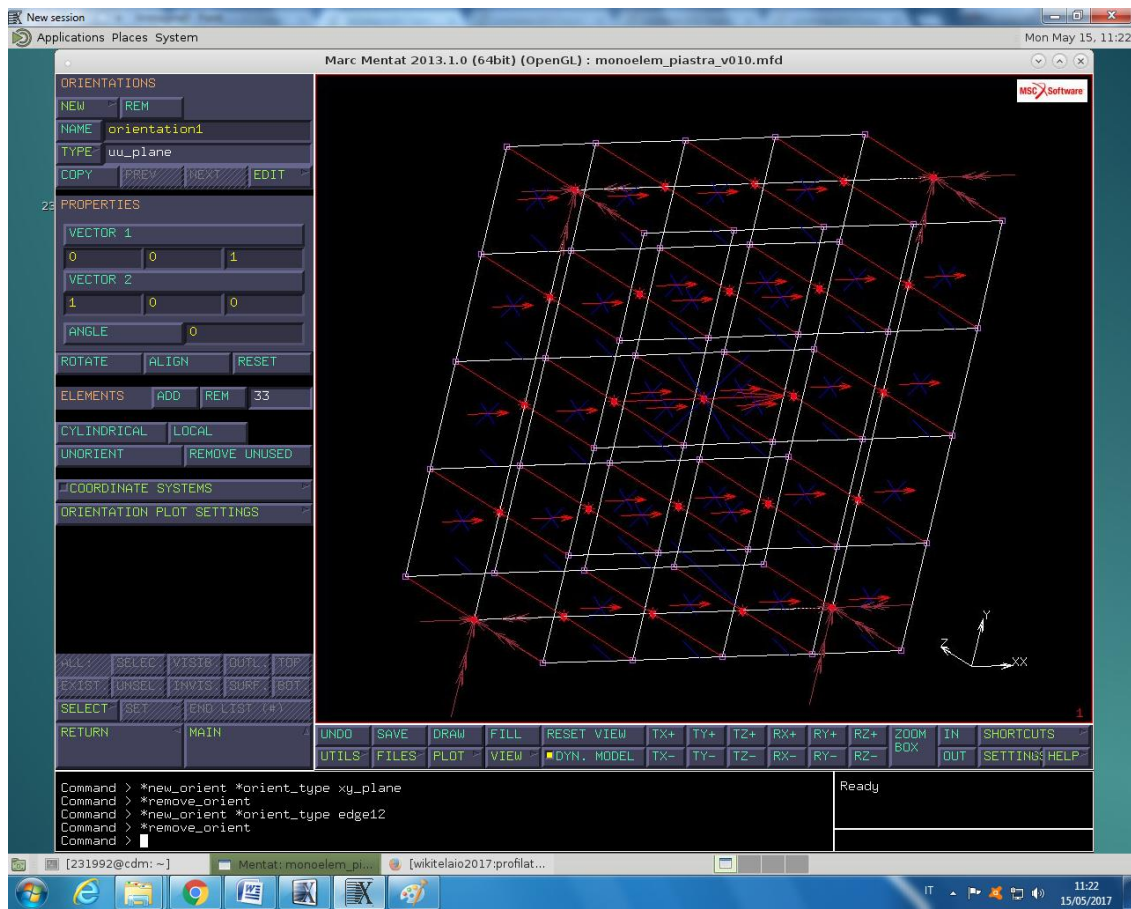 New session
Applications Places System
Mon May 15, 11:22
Marc Mentat 2013.1.0 (64bit) (OpenGL) : monoelem_piastra_v010.mfd
ORIENTATIONS
NEW REM
NAME orientation1
TYPE uu_plane
COPY PREV NEXT EDIT
23
PROPERTIES
VECTOR 1
0 0 1
VECTOR 2
1 0 0
ANGLE 0
ROTATE ALIGN RESET
ELEMENTS ADD REM 33
CYLINDRICAL LOCAL
UNORIENT REMOVE UNUSED
COORDINATE SYSTEMS
ORIENTATION PLOT SETTINGS
ALL: SELEC. VISIB. OUTL. TOP
EXIST. UNSEL. INVIS. SURF. BOT.
SELECT SET END LIST (#)
RETURN MAIN
MSC Software
Y
Z
XX
1
UNDO SAVE DRAW FILL RESET VIEW TX+ TY+ TZ+ RX+ RY+ RZ+ ZOOM BOX IN SHORTCUTS
UTILS FILES PLOT VIEW DYN. MODEL TX- TY- TZ- RX- RY- RZ- OUT SETTINGS HELP
Command > *new_orient *orient_type xy_plane
Command > *remove_orient
Command > *new_orient *orient_type edge12
Command > *remove_orient
Command >
Ready
[231992@cdm: ~]
Mentat: monoelem_pi...
[wikitelaio2017:profilat...
IT
11:22
15/05/2017